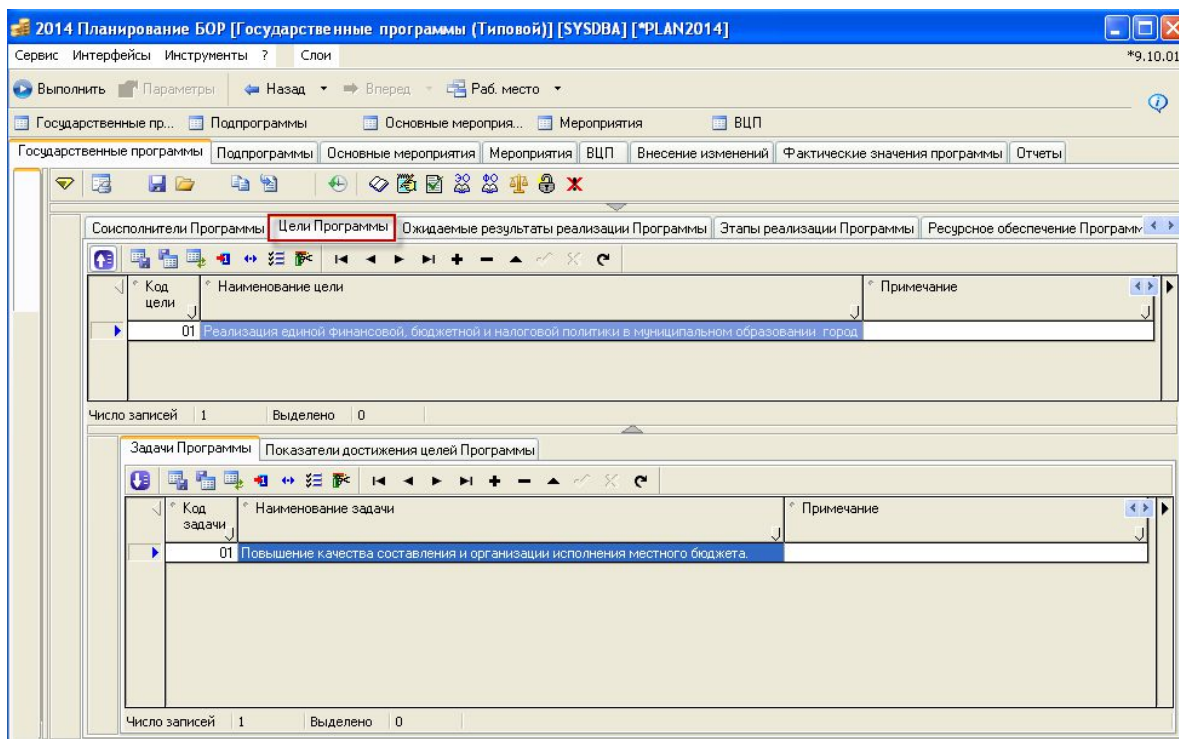 2014 Планирование БОР [Государственные программы (Типовой)] [SYSDBA] [*PLAN2014]
Сервис Интерфейсы Инструменты ? Слои *9.10.01
Выполнить Параметры Назад Вперед Раб. место
Государственные пр... Подпрограммы Основные меропри... Мероприятия ВЦП
Государственные программы Подпрограммы Основные мероприятия Мероприятия ВЦП Внесение изменений Фактические значения программы Отчеты
Соисполнители Программы Цели Программы Ожидаемые результаты реализации Программы Этапы реализации Программы Ресурсное обеспечение Программ
Код цели Наименование цели Примечание
01 Реализация единой финансовой, бюджетной и налоговой политики в муниципальном образовании город
Число записей 1 Выделено 0
Задачи Программы Показатели достижения целей Программы
Код задачи Наименование задачи Примечание
01 Повышение качества составления и организации исполнения местного бюджета.
Число записей 1 Выделено 0